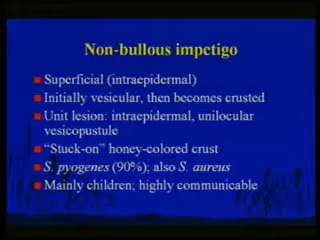 Non-bullous impetigo
Superficial (intraepidermal)
Initially vesicular, then becomes crusted
Unit lesion: intraepidermal, unilocular
vesicopustule
“Stuck-on” honey-colored crust
S. pyogenes (90%); also S. aureus
Mainly children; highly communicable